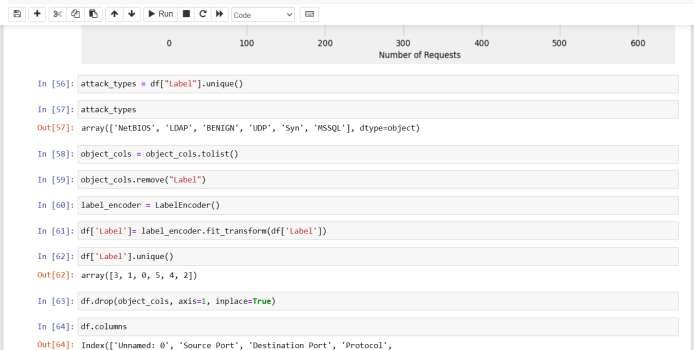 Run
Code
0 100 200 300 400 500 600
Number of Requests
In [56]: attack_types = df["Label"].unique()
In [57]: attack_types
Out[57]: array(['NetBIOS', 'LDAP', 'BENIGN', 'UDP', 'Syn', 'MSSQL'], dtype=object)
In [58]: object_cols = object_cols.tolist()
In [59]: object_cols.remove("Label")
In [60]: label_encoder = LabelEncoder()
In [61]: df['Label']= label_encoder.fit_transform(df['Label'])
In [62]: df['Label'].unique()
Out[62]: array([3, 1, 0, 5, 4, 2])
In [63]: df.drop(object_cols, axis=1, inplace=True)
In [64]: df.columns
Out[64]: Index(['Unnamed: 0', 'Source Port', 'Destination Port', 'Protocol',